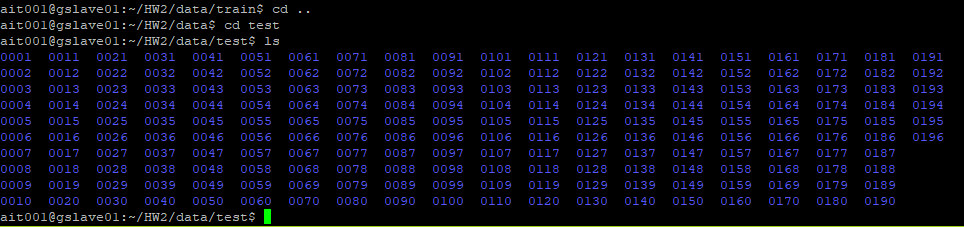 ait001@gslave01:~/HW2/data/train$ cd ..
ait001@gslave01:~/HW2/data$ cd test
ait001@gslave01:~/HW2/data/test$ ls
0001 0011 0021 0031 0041 0051 0061 0071 0081 0091 0101 0111 0121 0131 0141 0151 0161 0171 0181 0191
0002 0012 0022 0032 0042 0052 0062 0072 0082 0092 0102 0112 0122 0132 0142 0152 0162 0172 0182 0192
0003 0013 0023 0033 0043 0053 0063 0073 0083 0093 0103 0113 0123 0133 0143 0153 0163 0173 0183 0193
0004 0014 0024 0034 0044 0054 0064 0074 0084 0094 0104 0114 0124 0134 0144 0154 0164 0174 0184 0194
0005 0015 0025 0035 0045 0055 0065 0075 0085 0095 0105 0115 0125 0135 0145 0155 0165 0175 0185 0195
0006 0016 0026 0036 0046 0056 0066 0076 0086 0096 0106 0116 0126 0136 0146 0156 0166 0176 0186 0196
0007 0017 0027 0037 0047 0057 0067 0077 0087 0097 0107 0117 0127 0137 0147 0157 0167 0177 0187
0008 0018 0028 0038 0048 0058 0068 0078 0088 0098 0108 0118 0128 0138 0148 0158 0168 0178 0188
0009 0019 0029 0039 0049 0059 0069 0079 0089 0099 0109 0119 0129 0139 0149 0159 0169 0179 0189
0010 0020 0030 0040 0050 0060 0070 0080 0090 0100 0110 0120 0130 0140 0150 0160 0170 0180 0190
ait001@gslave01:~/HW2/data/test$